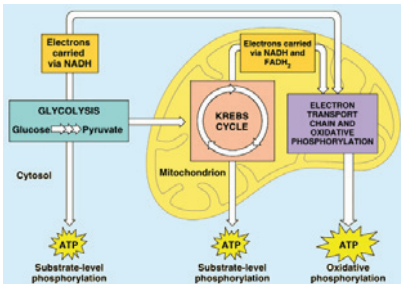 Electrons
carried
via NADH
Electrons carried
via NADH and
FADH2
GLYCOLYSIS
Glucose Pyruvate
KREBS
CYCLE
ELECTRON
TRANSPORT
CHAIN AND
OXIDATIVE
PHOSPHORYLATION
Cytosol
Mitochondrion
ATP
Substrate-level
phosphorylation
ATP
Substrate-level
phosphorylation
ATP
Oxidative
phosphorylation